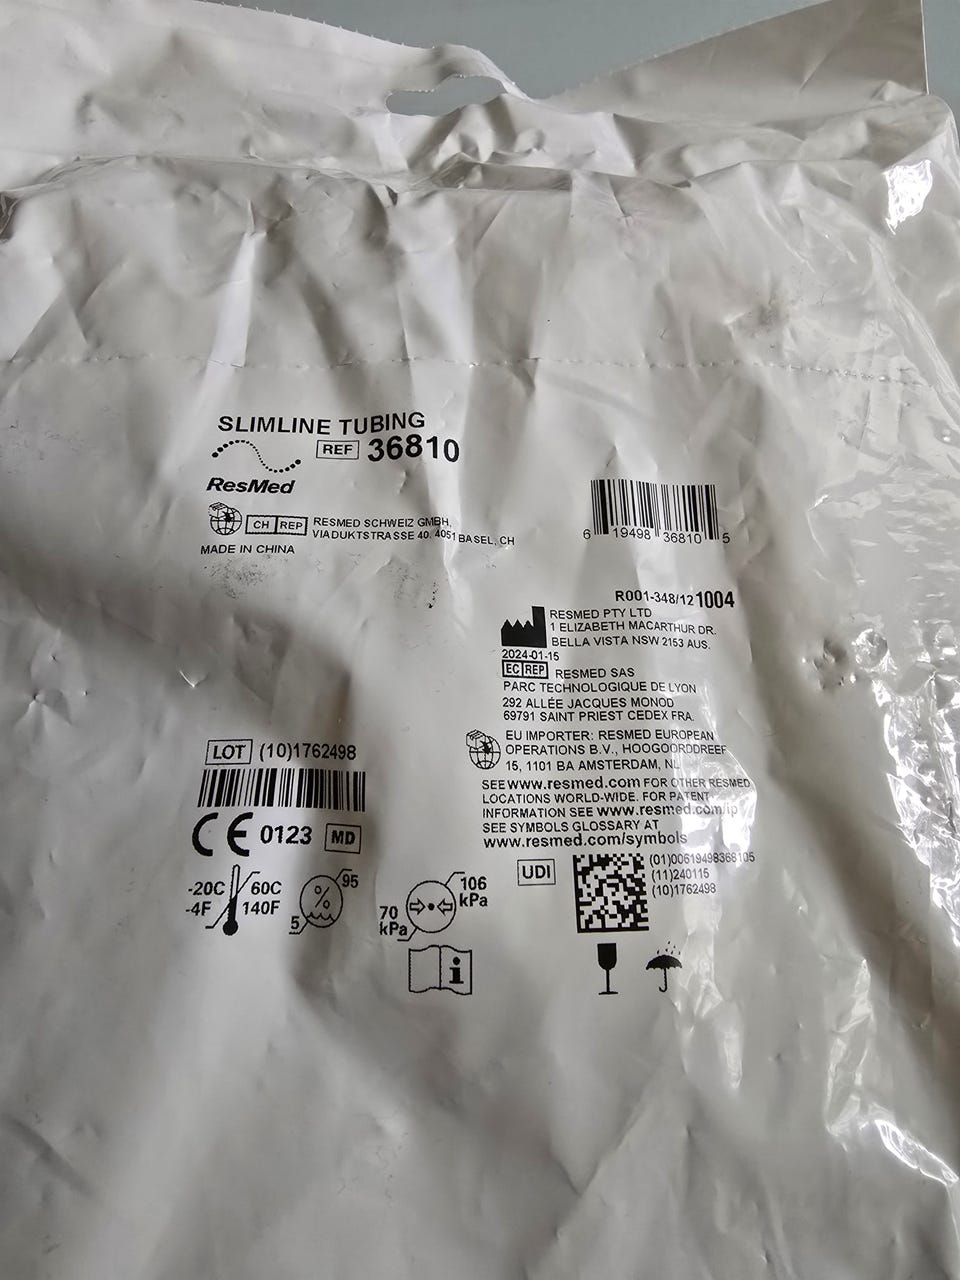 SLIMLINE TUBING
REF 36810
ResMed
CH REP RESMED SCHWEIZ GMBH,
VIADUKTSTRASSE 40, 4051 BASEL, CH
MADE IN CHINA
6 19498 36810 5
R001-348/12 1004
RESMED PTY LTD
1 ELIZABETH MACARTHUR DR.
BELLA VISTA NSW 2153 AUS.
2024-01-15
EC REP RESMED SAS
PARC TECHNOLOGIQUE DE LYON
292 ALLÉE JACQUES MONOD
69791 SAINT PRIEST CEDEX FRA.
EU IMPORTER: RESMED EUROPEAN
OPERATIONS B.V., HOOGOORDDREEF
15, 1101 BA AMSTERDAM, NL
SEE www.resmed.com FOR OTHER RESMED
LOCATIONS WORLD-WIDE. FOR PATENT
INFORMATION SEE www.resmed.com/ip
SEE SYMBOLS GLOSSARY AT
www.resmed.com/symbols
LOT (10)1762498
CE 0123 MD
-20C 60C
-4F 140F
% 95
5
106
kPa
70
kPa
i
UDI
(01)00619498368105
(11)240115
(10)1762498